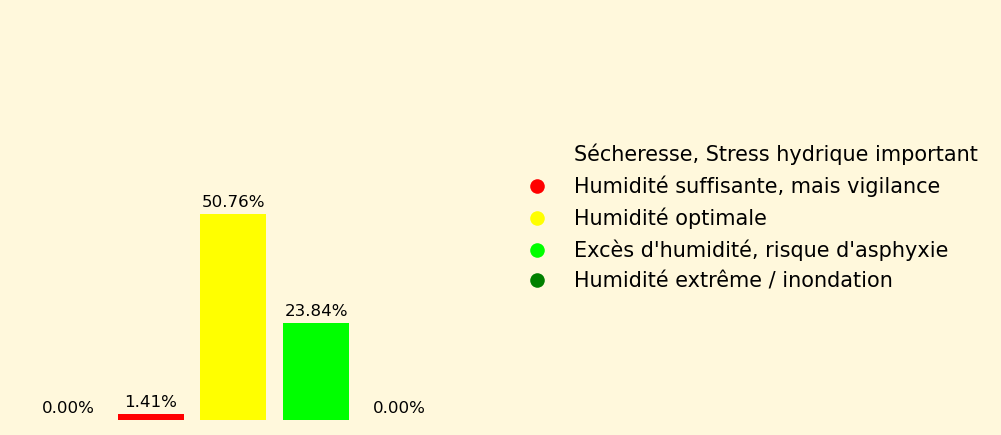 50.76%
23.84%
1.41%
0.00%
0.00%
Sécheresse, Stress hydrique important
Humidité suffisante, mais vigilance
Humidité optimale
Excès d'humidité, risque d'asphyxie
Humidité extrême / inondation